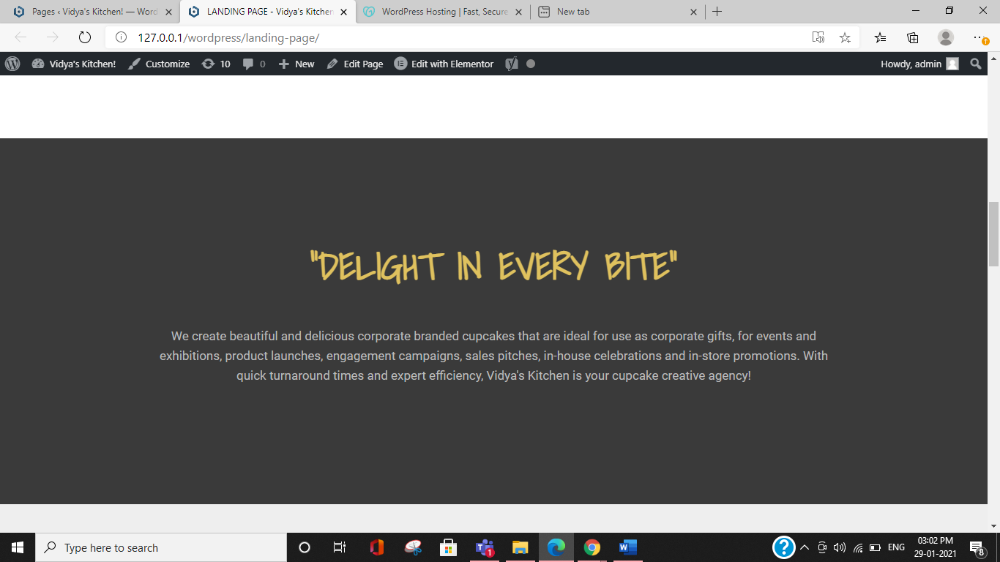 Pages ‹ Vidya's Kitchen! — Word
LANDING PAGE - Vidya's Kitchen
WordPress Hosting | Fast, Secure
New tab
127.0.0.1/wordpress/landing-page/
Vidya's Kitchen!
Customize
10
0
New
Edit Page
Edit with Elementor
Howdy, admin
"DELIGHT IN EVERY BITE"
We create beautiful and delicious corporate branded cupcakes that are ideal for use as corporate gifts, for events and
exhibitions, product launches, engagement campaigns, sales pitches, in-house celebrations and in-store promotions. With
quick turnaround times and expert efficiency, Vidya's Kitchen is your cupcake creative agency!
Type here to search
1
ENG
03:02 PM
29-01-2021
8